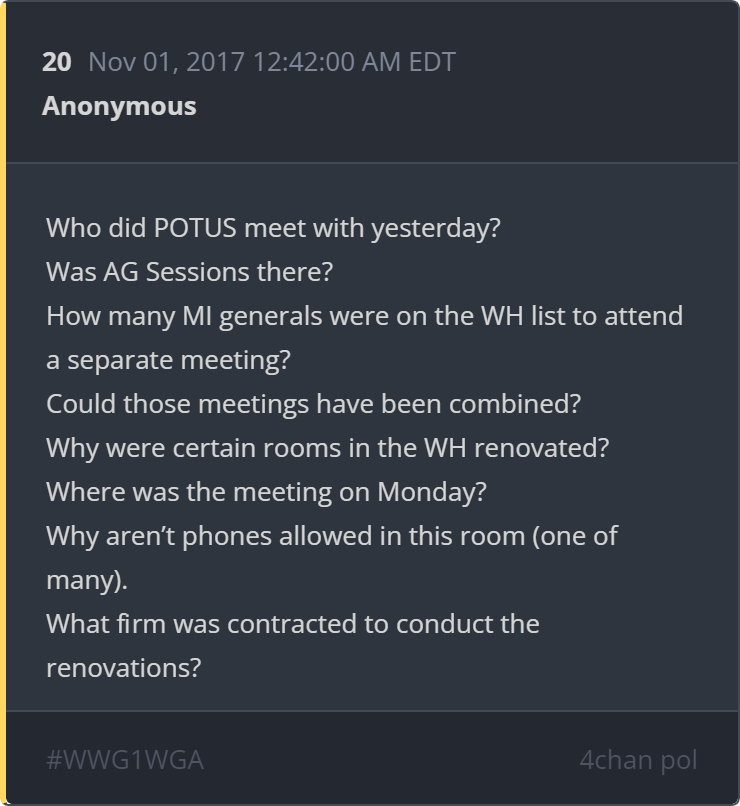 20 Nov 01, 2017 12:42:00 AM EDT
Anonymous
Who did POTUS meet with yesterday?
Was AG Sessions there?
How many MI generals were on the WH list to attend
a separate meeting?
Could those meetings have been combined?
Why were certain rooms in the WH renovated?
Where was the meeting on Monday?
Why aren’t phones allowed in this room (one of
many).
What firm was contracted to conduct the
renovations?
#WWG1WGA 4chan pol